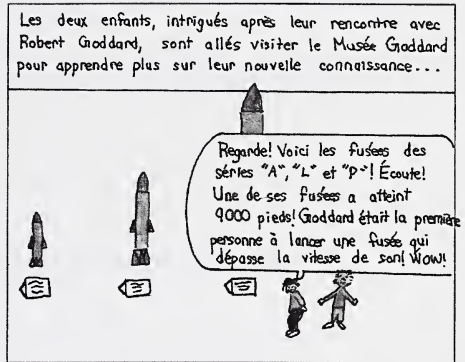 Les deux enfants, intrigués après leur rencontre avec
Robert Goddard, sont allés visiter le Musée Goddard
pour apprendre plus sur leur nouvelle connaissance...
Regarde! Voici les fusées des
séries "A", "L" et "P"! Écoute!
Une de ses fusées a atteint
9000 pieds! Goddard était la première
personne à lancer une fusée qui
dépasse la vitesse de son! WOW!